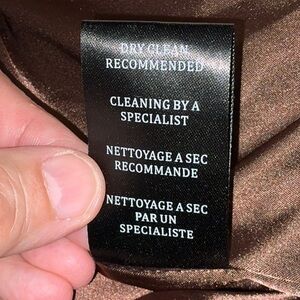 DRY CLEAN
RECOMMENDED
CLEANING BY A
SPECIALIST
NETTOYAGE A SEC
RECOMMANDE
NETTOYAGE A SEC
PAR UN
SPECIALISTE